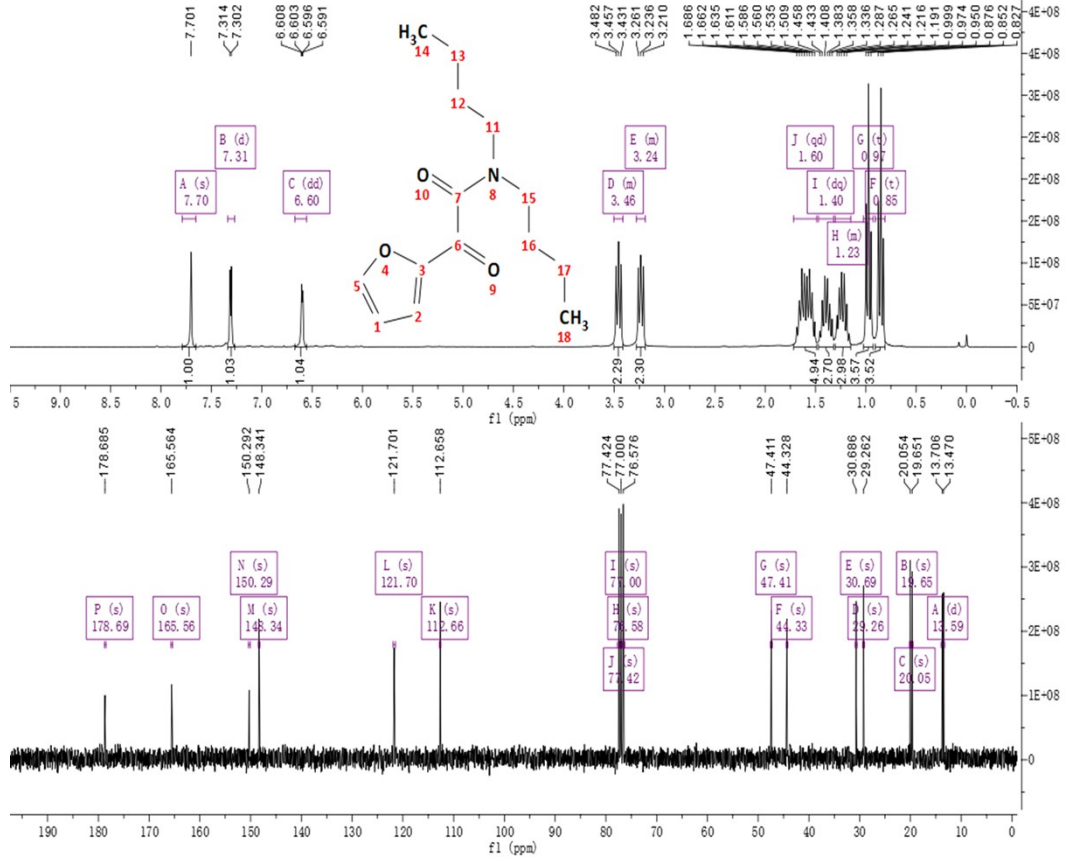 7.701 7.314 7.302 6.608 6.603 6.596 6.591 3.482 3.457 3.431 3.261 3.236 3.210 1.686 1.662 1.635 1.611 1.586 1.560 1.535 1.509 1.458 1.433 1.408 1.383 1.358 1.336 1.287 1.265 1.241 1.216 1.191 0.999 0.974 0.950 0.876 0.852 0.827
4E+08
4E+08
3E+08
3E+08
2E+08
2E+08
1E+08
5E+07
0
H₃C
14
13
12
11
O
10
7
N
8
15
16
17
CH₃
18
6
O
9
O
4
3
5
1
2
A (s)
7.70
B (d)
7.31
C (dd)
6.60
D (m)
3.46
E (m)
3.24
J (qd)
1.60
I (dq)
1.40
H (m)
1.23
G (t)
0.97
F (t)
0.85
1.00 1.03 1.04 2.29 2.30 4.94 2.70 2.98 3.57 3.52
.5 8.0 7.5 7.0 6.5 6.0 5.5 5.0 4.5 4.0 3.5 3.0 2.5 2.0 1.5 1.0 0.5 0.0 -0.5
f1 (ppm)
178.685 165.564 150.292 148.341 121.701 112.658 77.424 77.000 76.576 47.411 44.328 30.686 29.262 20.054 19.651 13.706 13.470
5E+08
4E+08
3E+08
2E+08
1E+08
0
P (s)
178.69
O (s)
165.56
N (s)
150.29
M (s)
148.34
L (s)
121.70
K (s)
112.66
I (s)
77.00
H (s)
76.58
J (s)
77.42
G (s)
47.41
F (s)
44.33
E (s)
30.69
D (s)
29.26
B (s)
19.65
C (s)
20.05
A (d)
13.59
190 180 170 160 150 140 130 120 110 100 90 80 70 60 50 40 30 20 10 0
f1 (ppm)